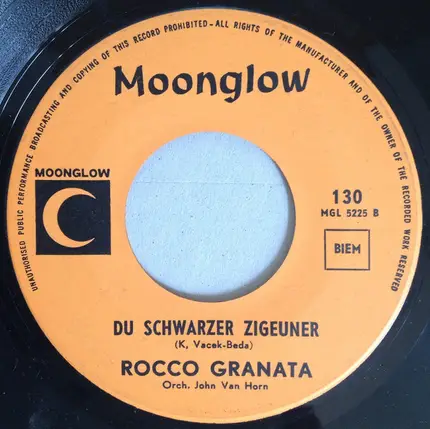 UNAUTHORISED PUBLIC PERFORMANCE BROADCASTING AND COPYING OF THIS RECORD PROHIBITED-ALL RIGHTS OF THE MANUFACTURER AND OF THE OWNER OF THE RECORDED WORK RESERVED
Moonglow
MOONGLOW
130
MGL 5225 B
BIEM
DU SCHWARZER ZIGEUNER
(K, Vacek-Beda)
ROCCO GRANATA
Orch. John Van Horn